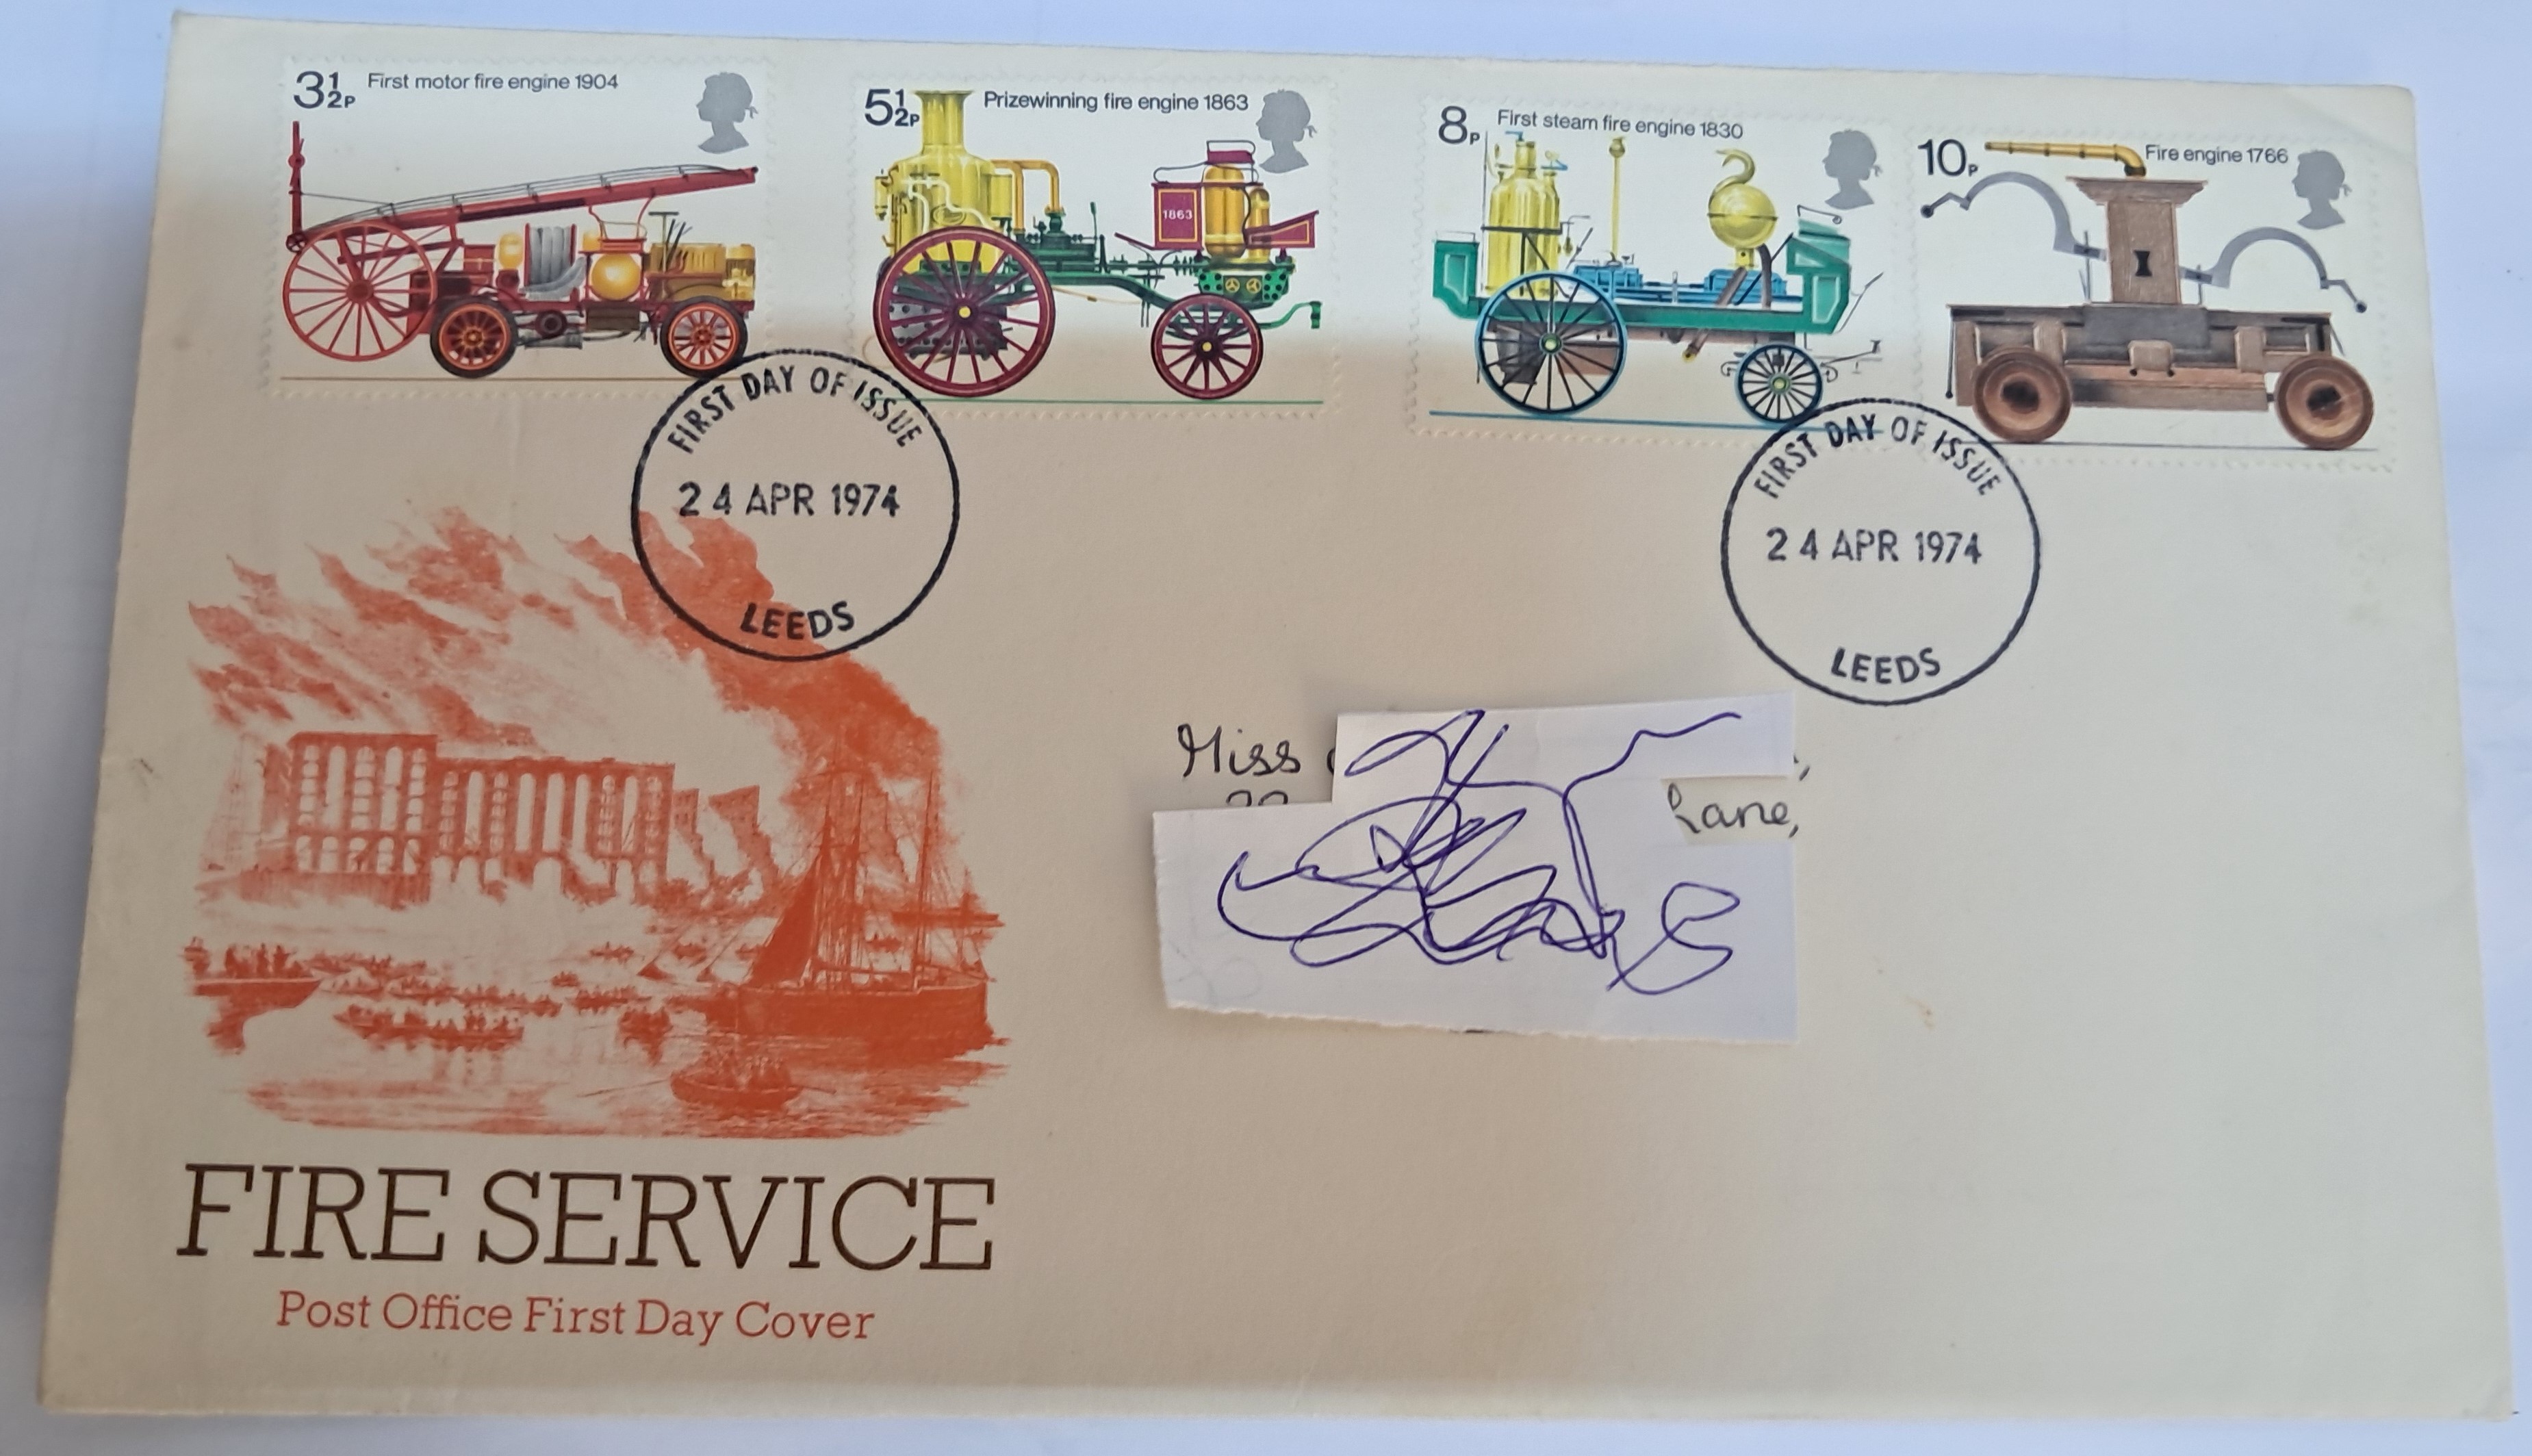 3½P First motor fire engine 1904
5½P Prizewinning fire engine 1863
1863
8P First steam fire engine 1830
10P Fire engine 1766
FIRST DAY OF ISSUE
24 APR 1974
LEEDS
FIRST DAY OF ISSUE
24 APR 1974
LEEDS
Miss
Lane,
FIRE SERVICE
Post Office First Day Cover